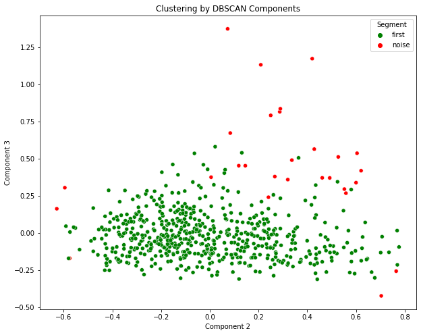 Clustering by DBSCAN Components
Segment
first
noise
Component 3
1.25
1.00
0.75
0.50
0.25
0.00
−0.25
−0.50
−0.6
−0.4
−0.2
0.0
0.2
0.4
0.6
0.8
Component 2